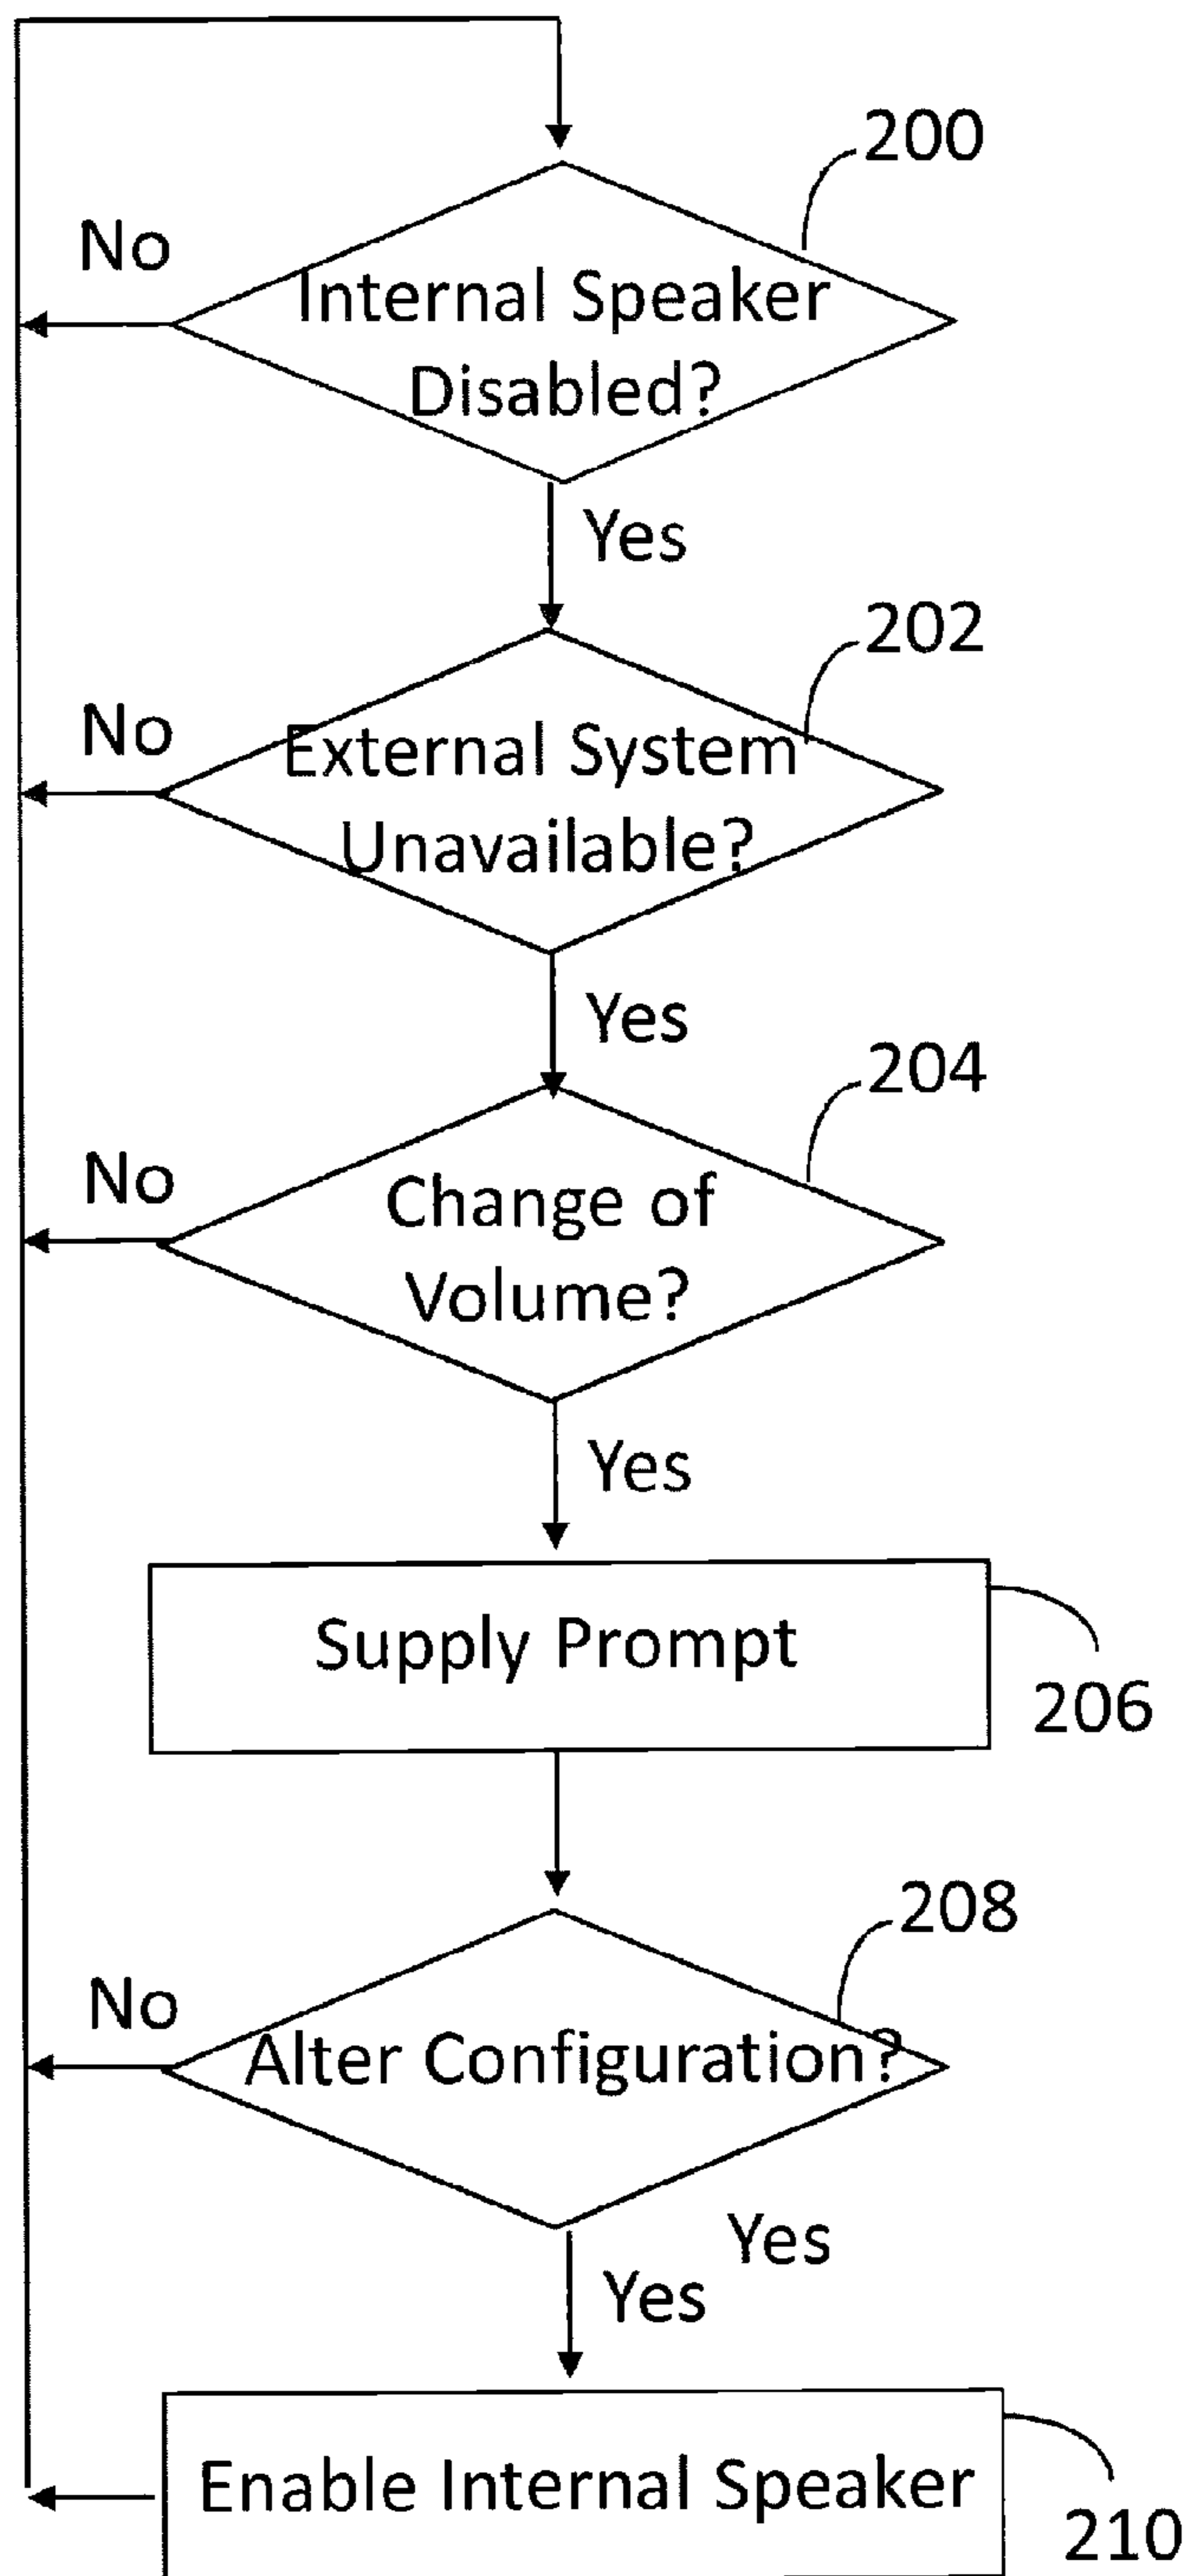 200
No
Internal Speaker
Disabled?
Yes
202
No
External System
Unavailable?
Yes
204
No
Change of
Volume?
Yes
Supply Prompt
206
208
No
Alter Configuration?
Yes
Yes
Enable Internal Speaker
210